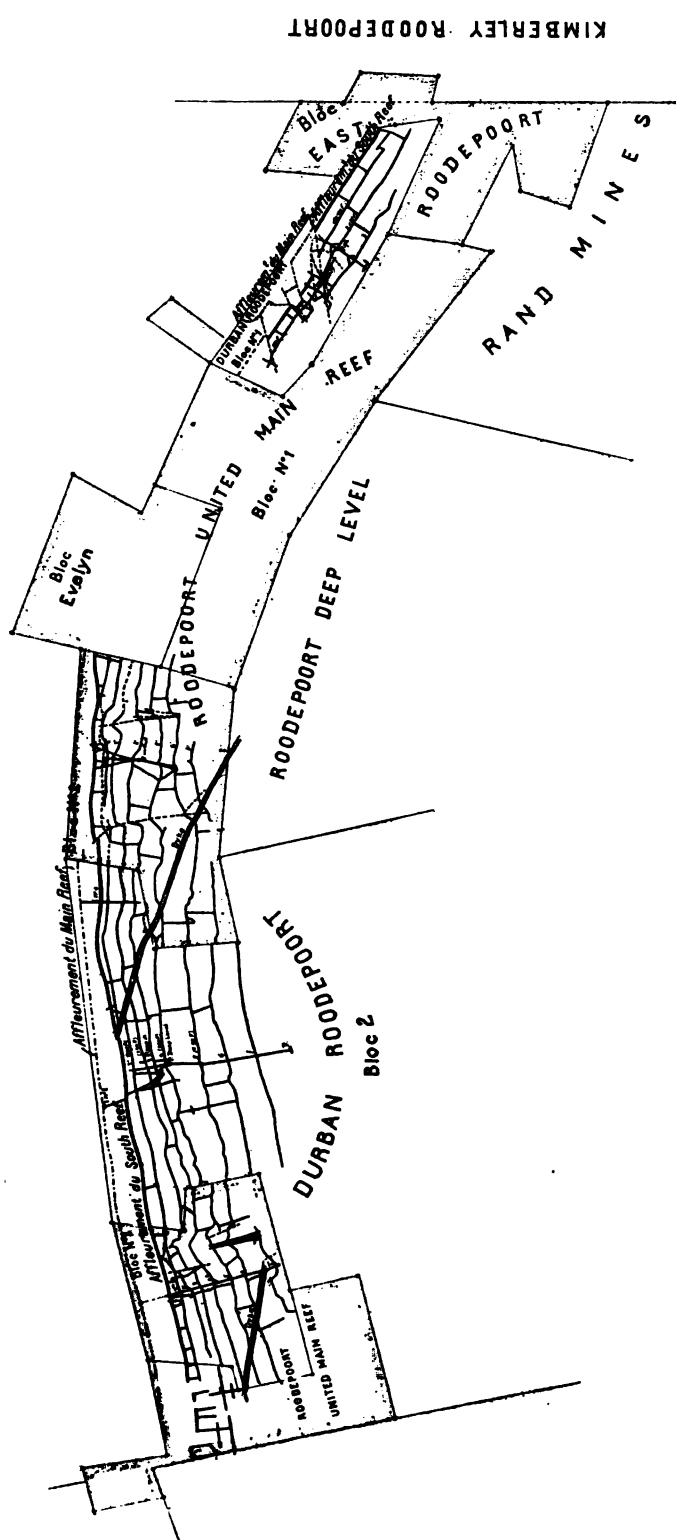 KIMBERLEY ROODEPOORT
Bloc
EAST
ROODEPOORT
RAND MINES
Affleurement du South Reef
Affleurement du Main Reef
DURBAN ROODEPOORT
Bloc Nº1
ROODEPOORT UNITED MAIN REEF
Bloc Nº1
Bloc
Evelyn
ROODEPOORT DEEP LEVEL
Affleurement du Main Reef
DURBAN ROODEPOORT
Bloc 2
Affleurement du South Reef
ROODEPOORT
UNITED MAIN REEF